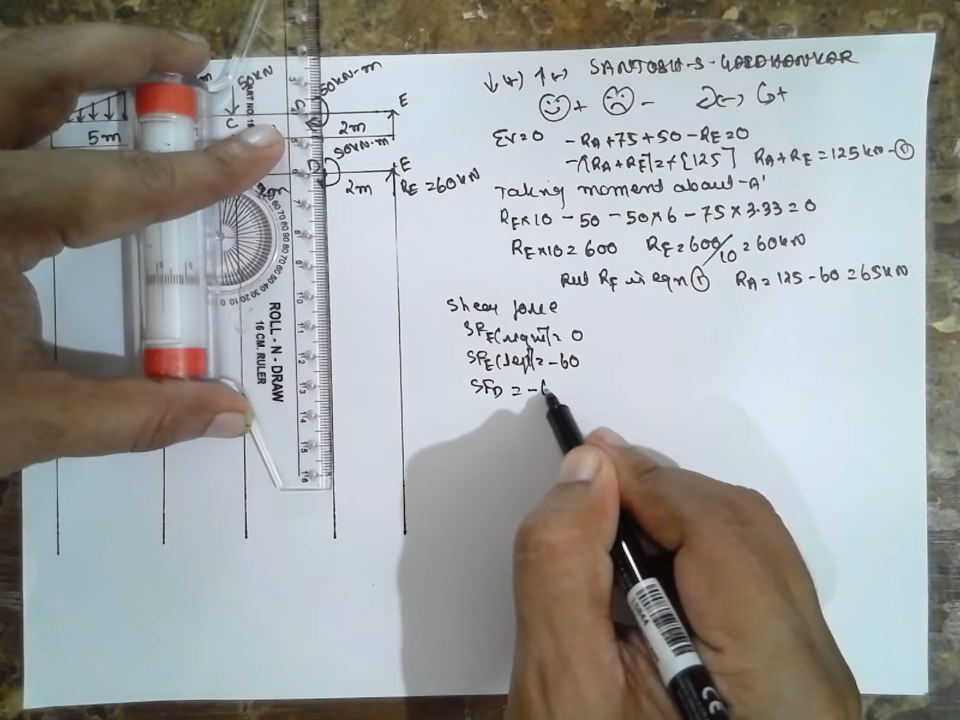 50KN
50KN-m
E
C
D
5m
2m
50KN-m
D
E
2m
RE = 60KN
ROLL - N - DRAW
16 CM. RULER
↓(+) ↑(-) SANTOSH-S-
+ -
ΣV=0 -RA+75+50-RE=0
-[RA+RE]=-[125] RA+RE=125KN-①
Taking moment about-A'
RE×10 - 50 - 50×6 - 75×3.33=0
RE×10=600 RE=600/10=60KN
Put RE in eqn ① RA=125-60=65KN
Shear force
SFE(right)= 0
SFE(left)= -60
SFD = -6